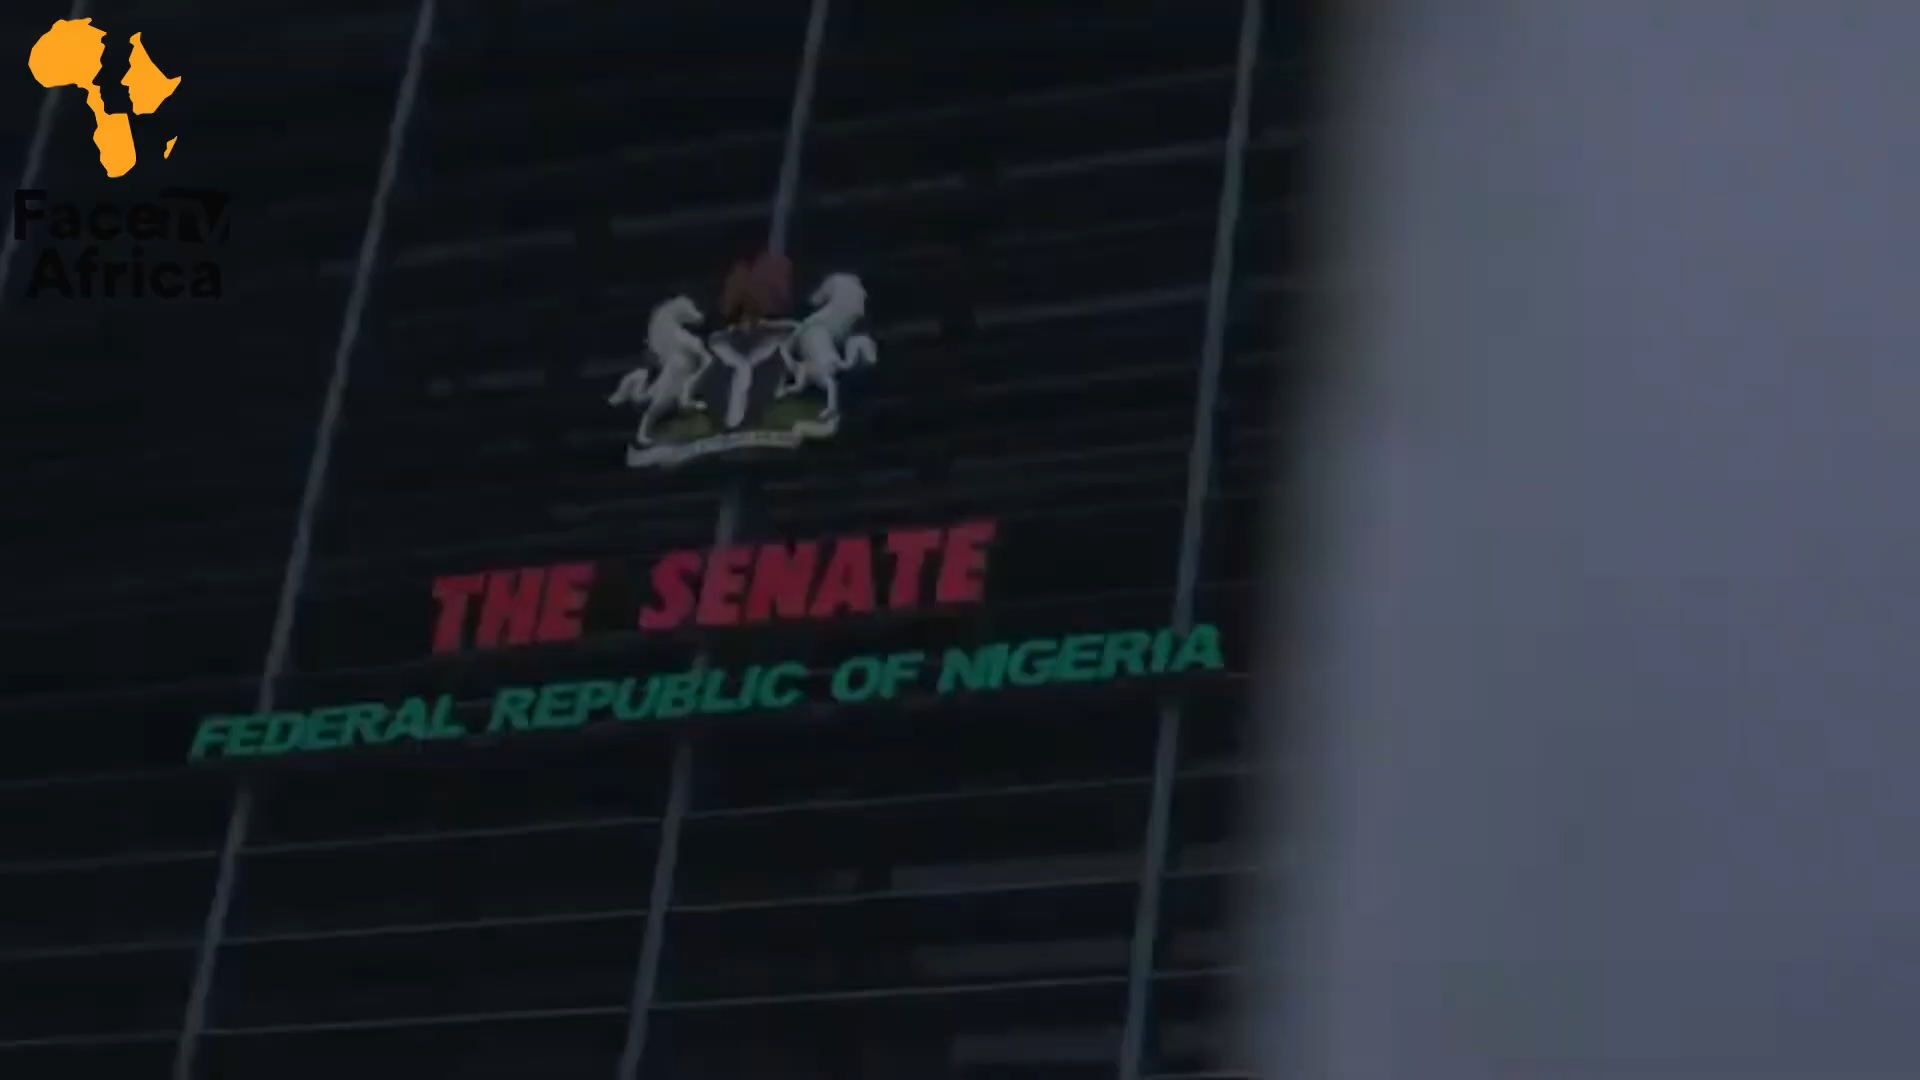 FaceTV
Africa
THE SENATE
FEDERAL REPUBLIC OF NIGERIA